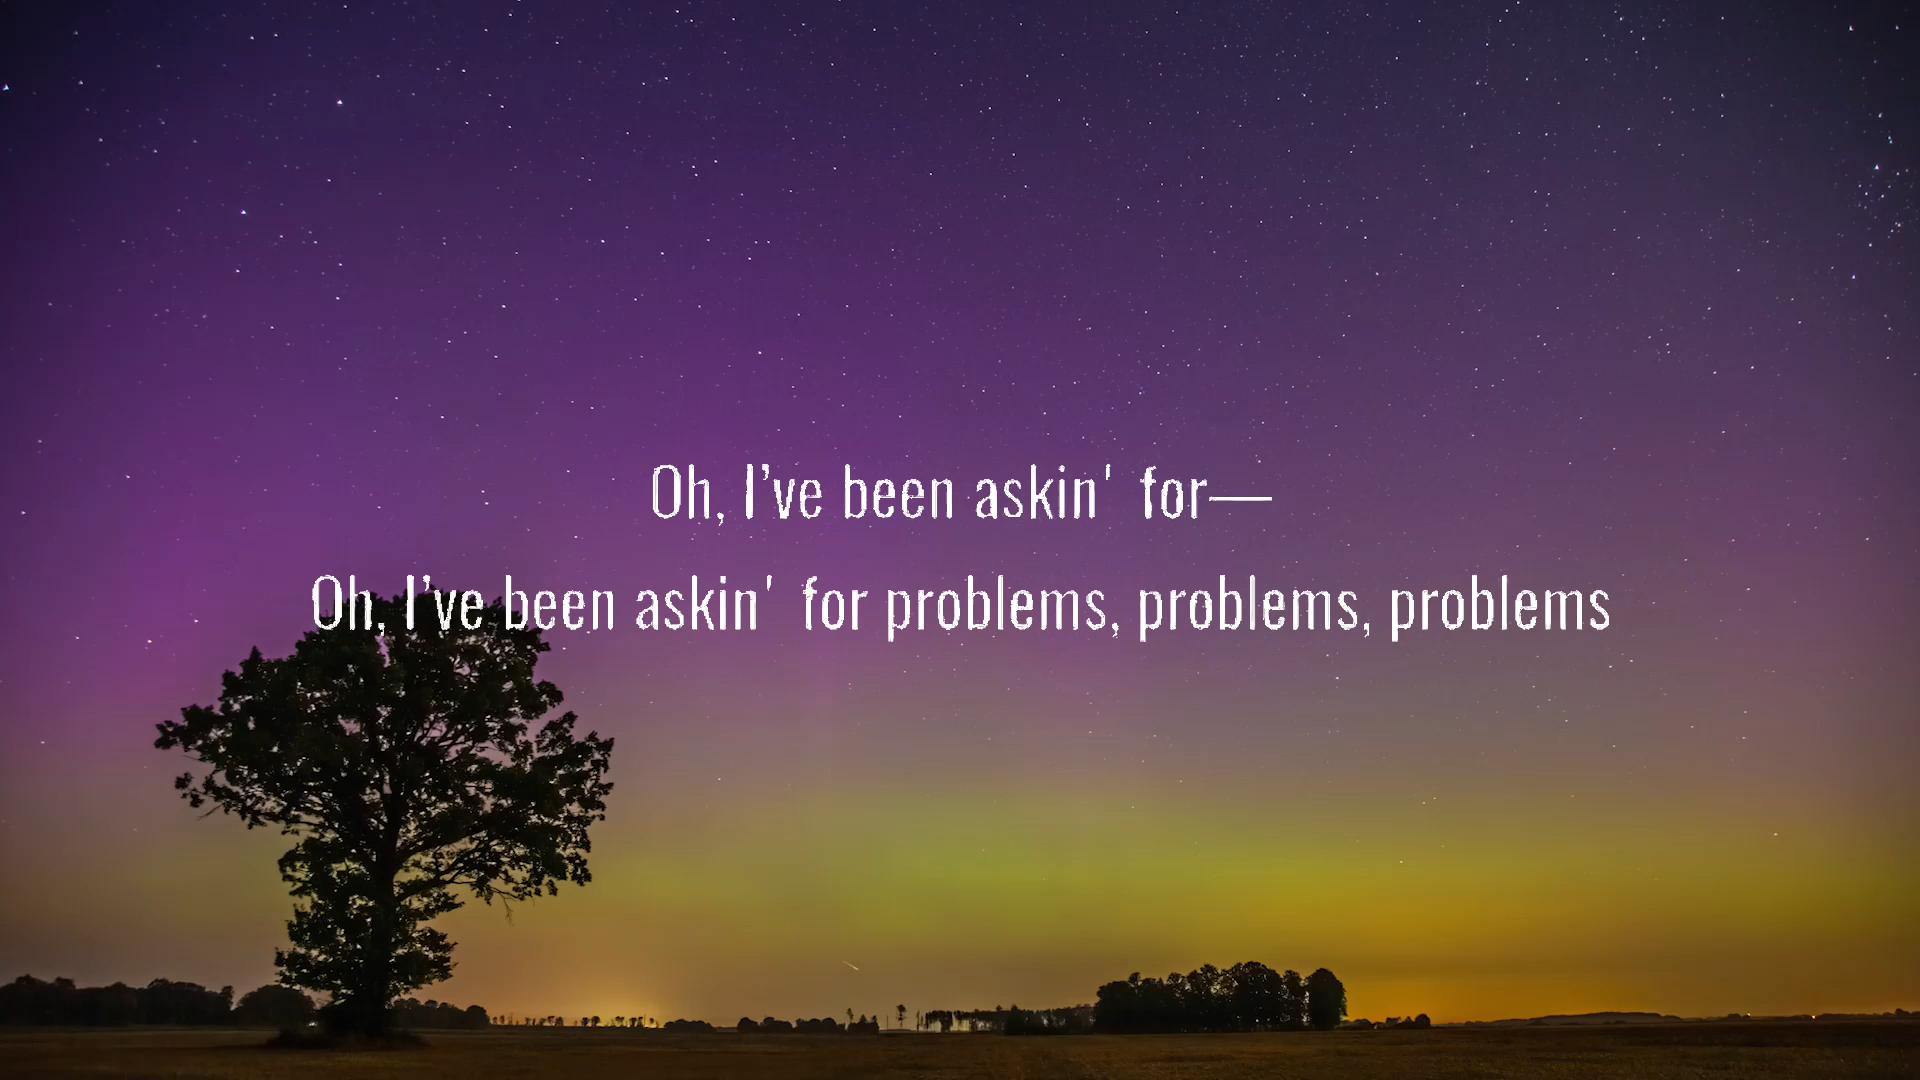 Oh, I've been askin' for—
Oh, I've been askin' for problems, problems, problems